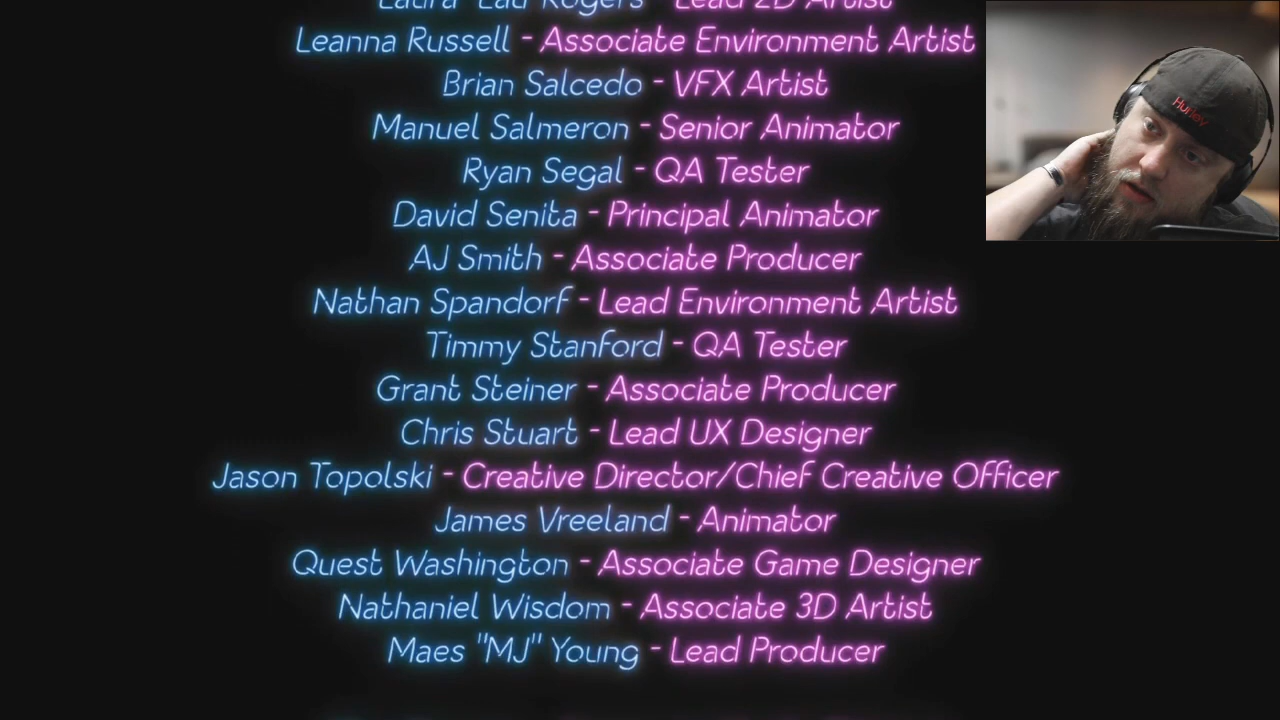 Laura "Lau" Rogers - Lead 2D Artist
Leanna Russell - Associate Environment Artist
Brian Salcedo - VFX Artist
Manuel Salmeron - Senior Animator
Ryan Segal - QA Tester
David Senita - Principal Animator
AJ Smith - Associate Producer
Nathan Spandorf - Lead Environment Artist
Timmy Stanford - QA Tester
Grant Steiner - Associate Producer
Chris Stuart - Lead UX Designer
Jason Topolski - Creative Director/Chief Creative Officer
James Vreeland - Animator
Quest Washington - Associate Game Designer
Nathaniel Wisdom - Associate 3D Artist
Maes "MJ" Young - Lead Producer
Hurley